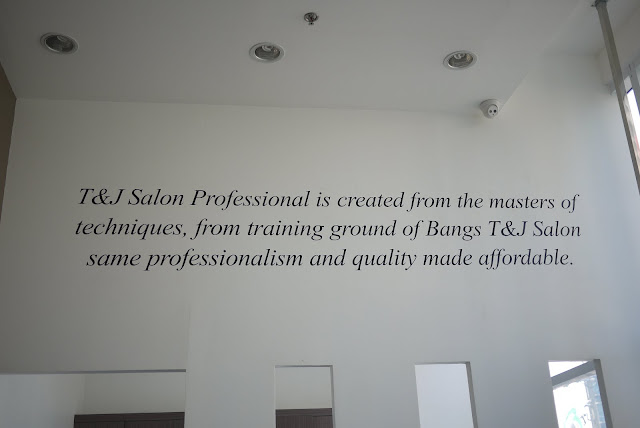 T&J Salon Professional is created from the masters of
techniques, from training ground of Bangs T&J Salon
same professionalism and quality made affordable.